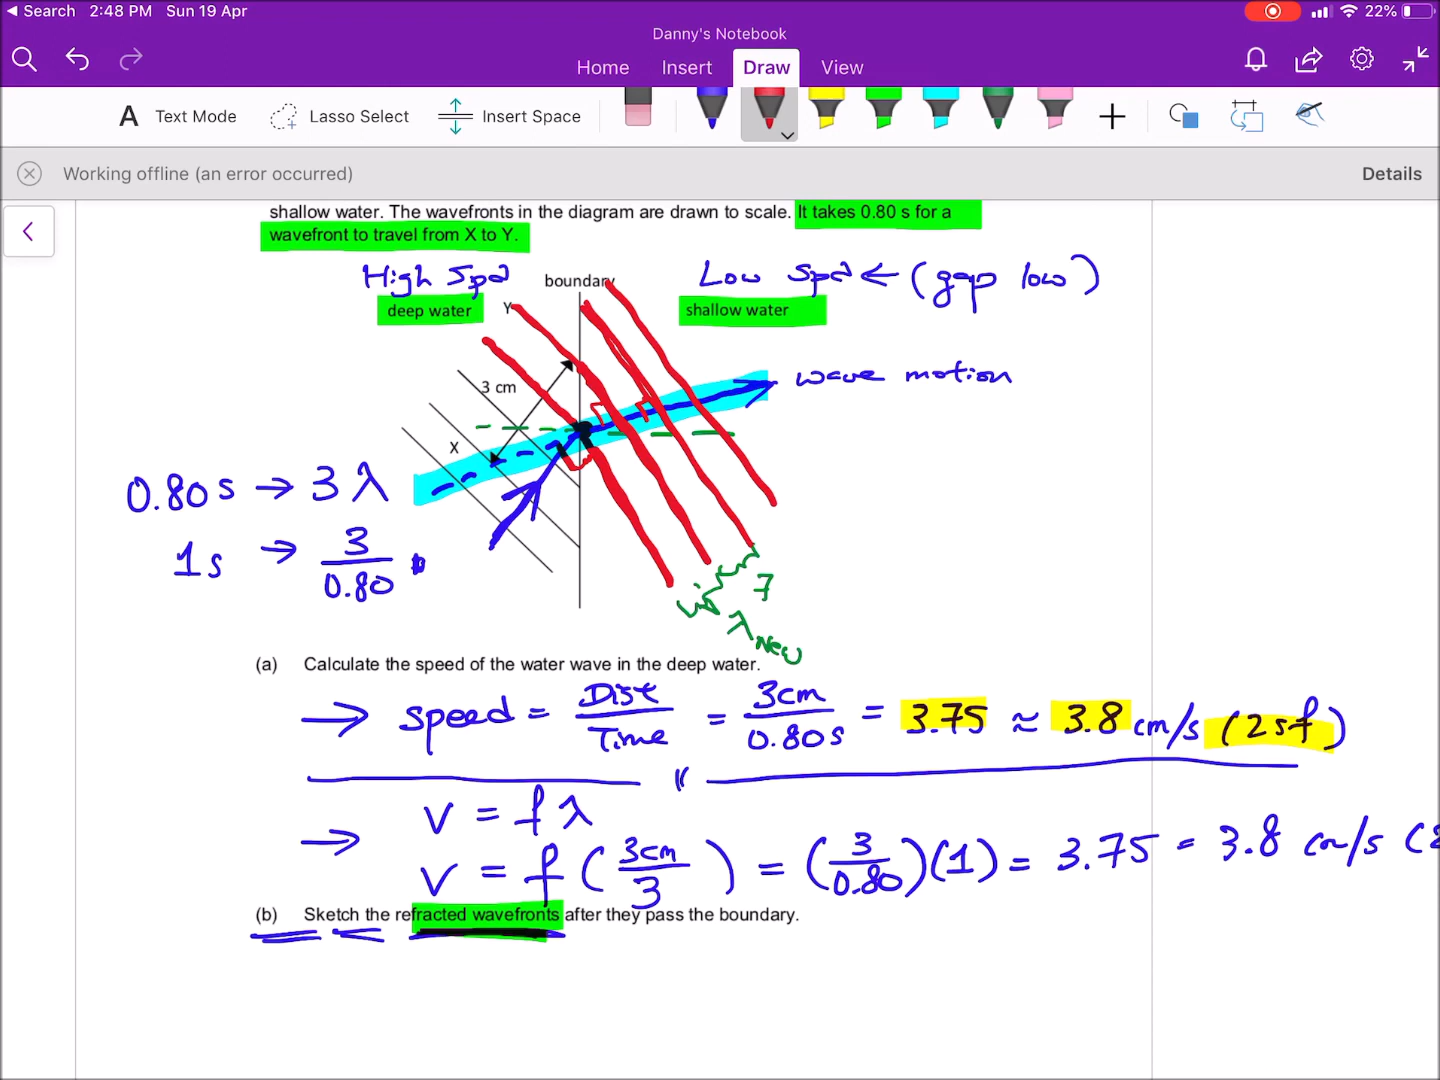 Search 2:48 PM Sun 19 Apr 22%
Danny's Notebook
Home Insert Draw View
A Text Mode Lasso Select Insert Space
Working offline (an error occurred) Details
shallow water. The wavefronts in the diagram are drawn to scale. It takes 0.80 s for a
wavefront to travel from X to Y.
High Spd boundary Low Spd ← (gap low)
deep water Y shallow water
3 cm wave motion
X
0.80s → 3 λ
1s → 3/0.80
λ New
(a) Calculate the speed of the water wave in the deep water.
→ speed = Dist/Time = 3cm/0.80s = 3.75 ≈ 3.8 cm/s (2sf)
v = f λ
→ v = f (3cm/3) = (3/0.80)(1) = 3.75 = 3.8 cm/s (2
(b) Sketch the refracted wavefronts after they pass the boundary.